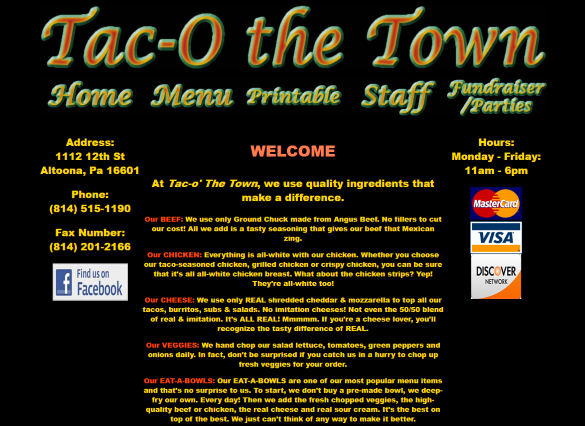 Tac-O the Town
Home Menu Printable Staff Fundraiser
/Parties
Address:
1112 12th St
Altoona, Pa 16601
Phone:
(814) 515-1190
Fax Number:
(814) 201-2166
Find us on
Facebook
WELCOME
At Tac-o' The Town, we use quality ingredients that
make a difference.
Our BEEF: We use only Ground Chuck made from Angus Beef. No fillers to cut
our cost! All we add is a tasty seasoning that gives our beef that Mexican
zing.
Our CHICKEN: Everything is all-white with our chicken. Whether you choose
our taco-seasoned chicken, grilled chicken or crispy chicken, you can be sure
that it's all all-white chicken breast. What about the chicken strips? Yep!
They're all-white too!
Our CHEESE: We use only REAL shredded cheddar & mozzarella to top all our
tacos, burritos, subs & salads. No imitation cheeses! Not even the 50/50 blend
of real & imitation. It's ALL REAL! Mmmmm. If you're a cheese lover, you'll
recognize the tasty difference of REAL.
Our VEGGIES: We hand chop our salad lettuce, tomatoes, green peppers and
onions daily. In fact, don't be surprised if you catch us in a hurry to chop up
fresh veggies for your order.
Our EAT-A-BOWLS: Our EAT-A-BOWLS are one of our most popular menu items
and that's no surprise to us. To start, we don't buy a pre-made bowl, we deep-
fry our own. Every day! Then we add the fresh chopped veggies, the high-
quality beef or chicken, the real cheese and real sour cream. It's the best on
top of the best. We just can't think of any way to make it better.
Hours:
Monday - Friday:
11am - 6pm
MasterCard
VISA
DISCOVER
NETWORK